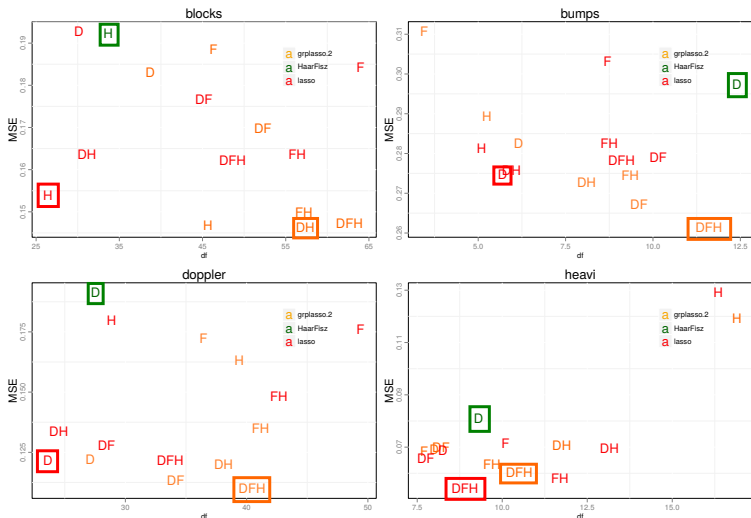 blocks
MSE
0.19
0.18
0.17
0.16
0.15
D
H
D
F
F
a grplasso.2
a HaarFisz
a lasso
DF
DF
DH
DFH
FH
H
H
FH
DH
DFH
25
35
45
55
65
df
bumps
MSE
0.31
0.30
0.29
0.28
0.27
0.26
F
F
D
a grplasso.2
a HaarFisz
a lasso
H
H
D
FH
DFH
DF
D
DH
DH
FH
DF
DFH
5.0
7.5
10.0
12.5
df
doppler
MSE
0.175
0.150
0.125
D
H
F
F
H
a grplasso.2
a HaarFisz
a lasso
FH
DH
DF
FH
D
D
DFH
DH
DF
DFH
30
40
50
df
heavi
MSE
0.13
0.11
0.09
0.07
H
H
a grplasso.2
a HaarFisz
a lasso
D
F
F
D
DF
D
F
DH
DH
FH
DFH
FH
DFH
7.5
10.0
12.5
15.0
df